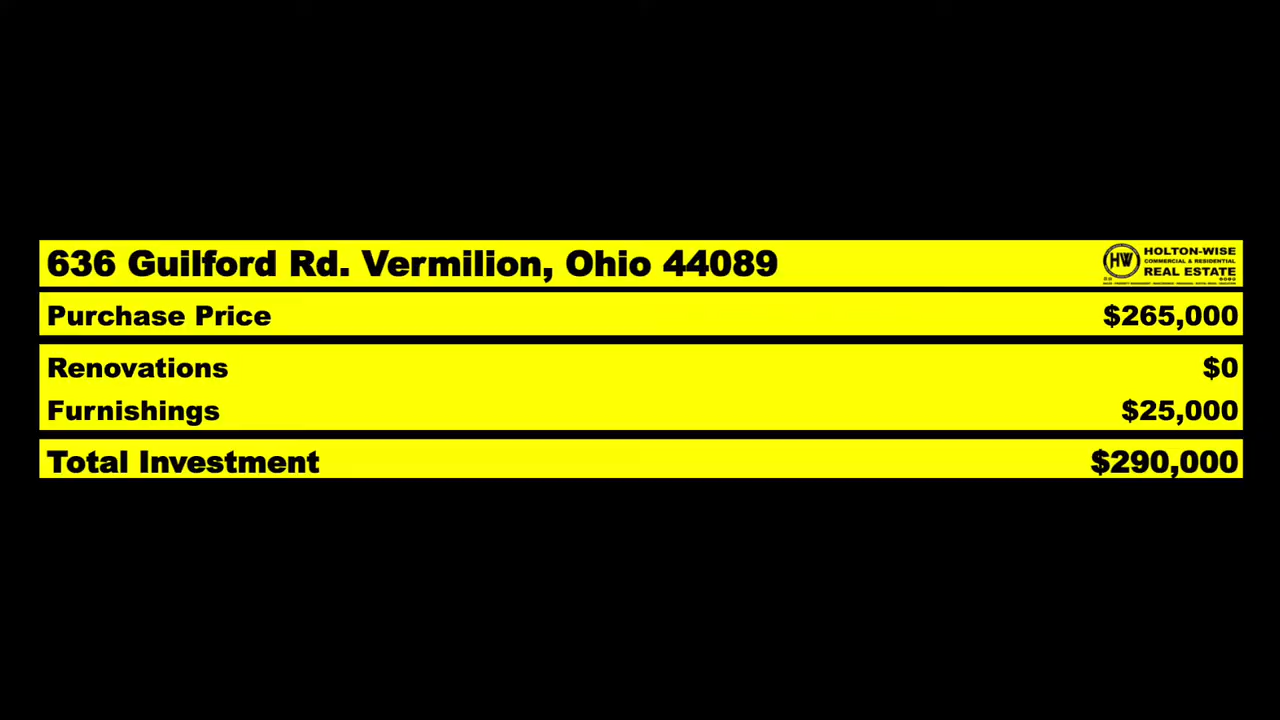 636 Guilford Rd. Vermilion, Ohio 44089
HW
HOLTON-WISE
COMMERCIAL & RESIDENTIAL
REAL ESTATE
Purchase Price $265,000
Renovations $0
Furnishings $25,000
Total Investment $290,000